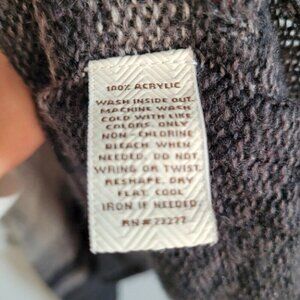 100% ACRYLIC
WASH INSIDE OUT.
MACHINE WASH
COLD WITH LIKE
COLORS. ONLY
NON-CHLORINE
BLEACH WHEN
NEEDED. DO NOT
WRING OR TWIST.
RESHAPE. DRY
FLAT. COOL
IRON IF NEEDED.
RN#73277